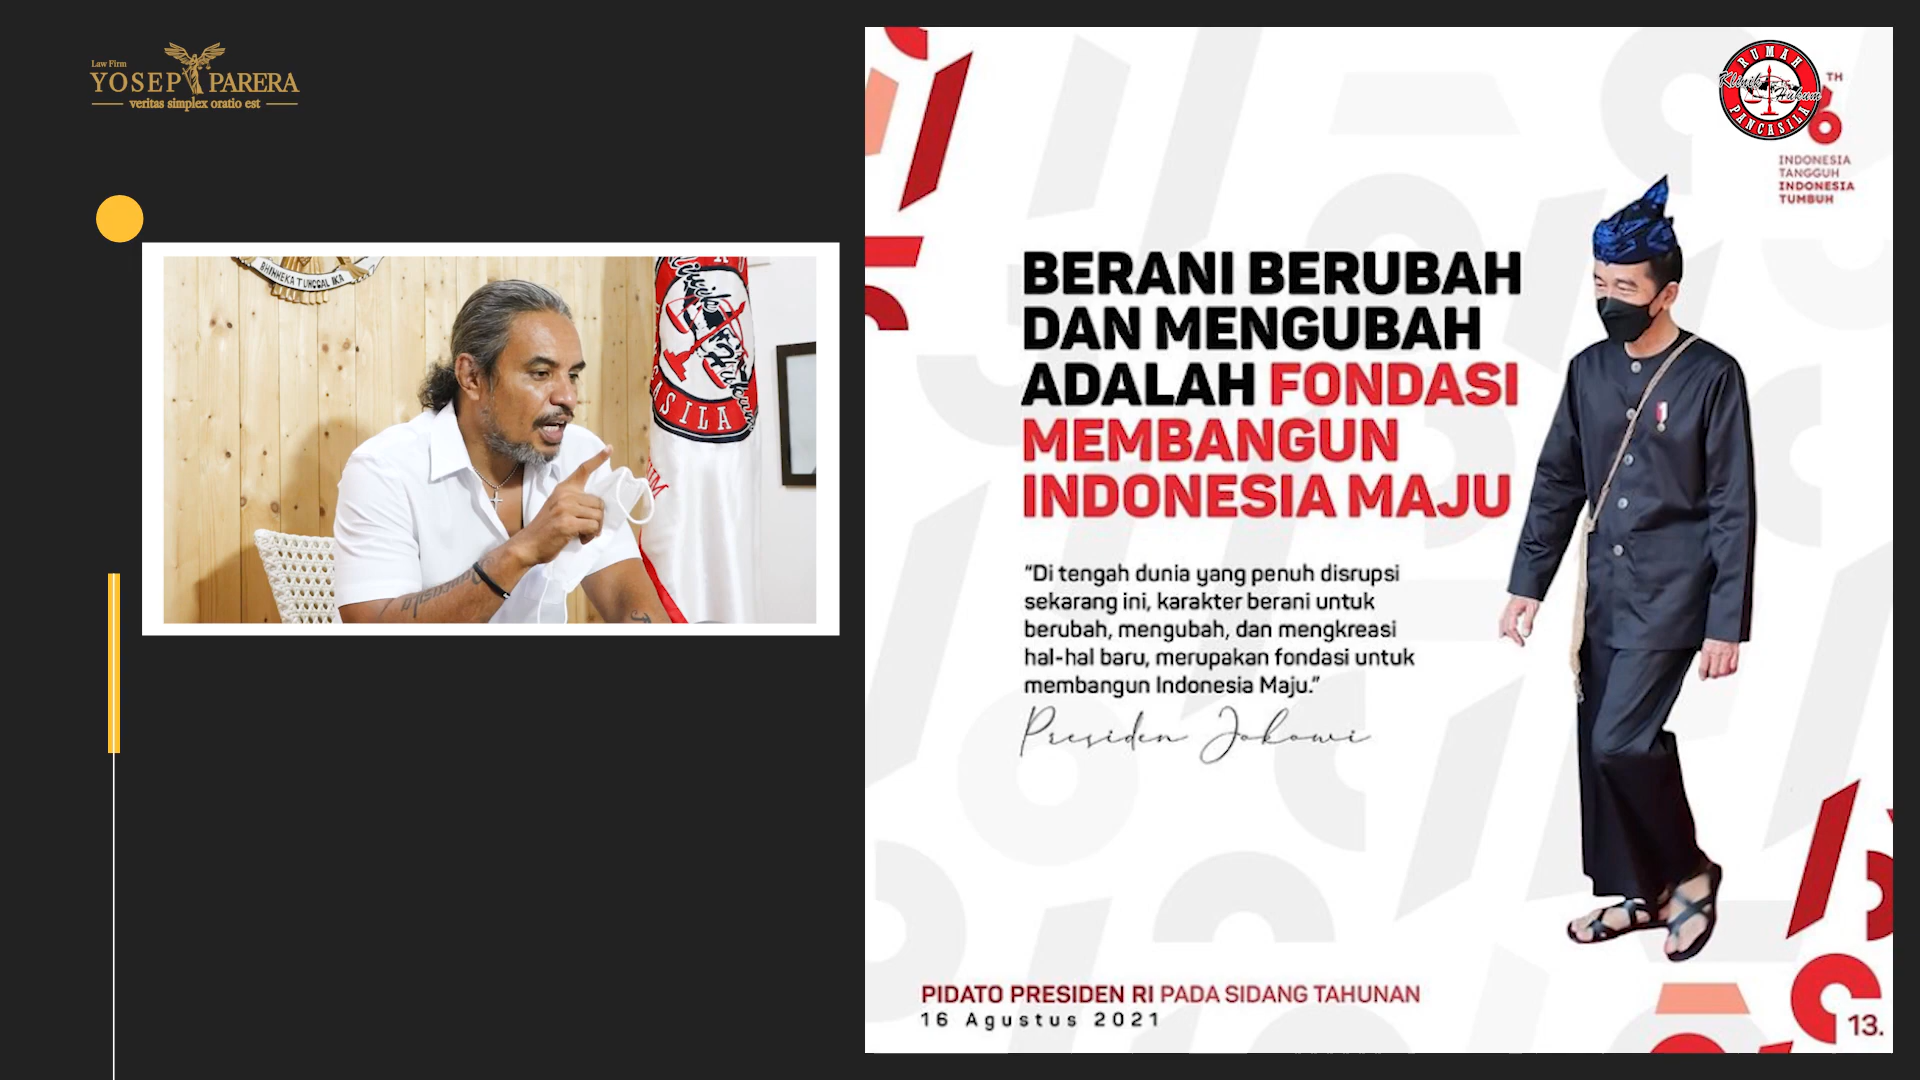 Law Firm
YOSEP PARERA
veritas simplex oratio est
BHINNEKA TUNGGAL IKA
RUMAH
Klinik Hukum
PANCASILA
TH
6
INDONESIA
TANGGUH
INDONESIA
TUMBUH
BERANI BERUBAH
DAN MENGUBAH
ADALAH FONDASI
MEMBANGUN
INDONESIA MAJU
“Di tengah dunia yang penuh disrupsi
sekarang ini, karakter berani untuk
berubah, mengubah, dan mengkreasi
hal-hal baru, merupakan fondasi untuk
membangun Indonesia Maju.”
Presiden Jokowi
PIDATO PRESIDEN RI PADA SIDANG TAHUNAN
16 Agustus 2021
13.